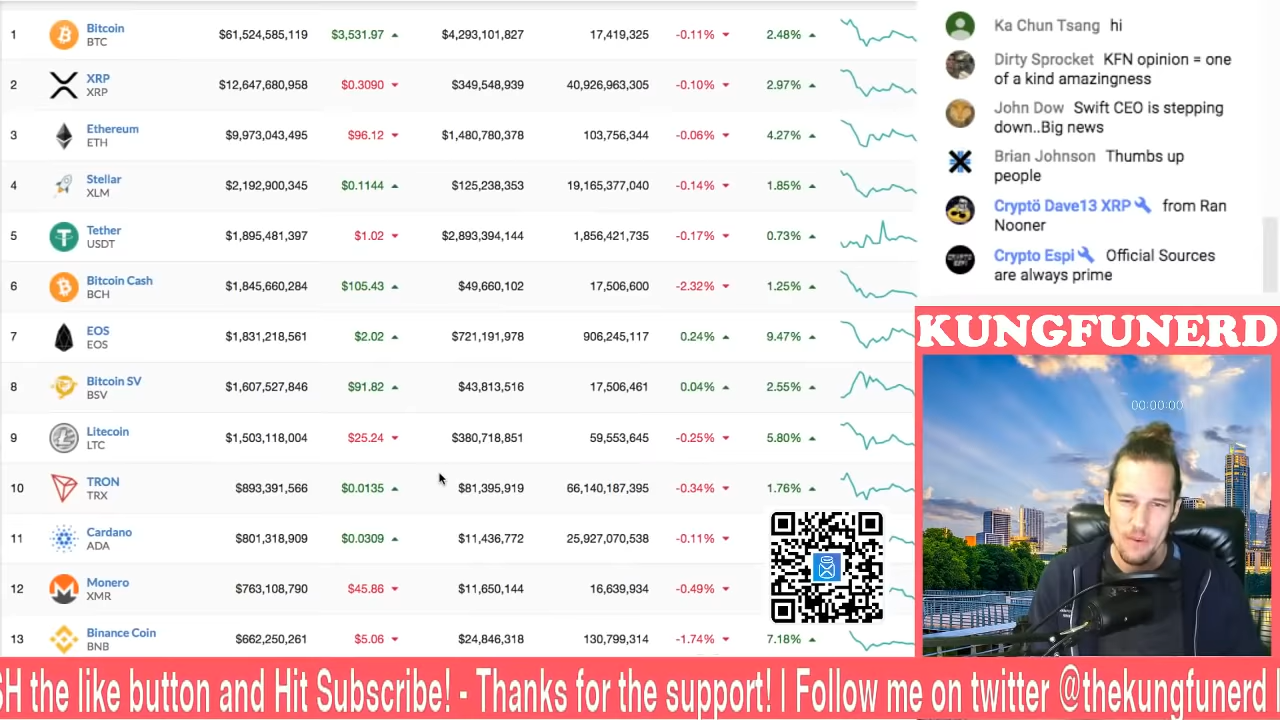 1 Bitcoin BTC $61,524,585,119 $3,531.97 $4,293,101,827 17,419,325 -0.11% 2.48%
2 XRP XRP $12,647,680,958 $0.3090 $349,548,939 40,926,963,305 -0.10% 2.97%
3 Ethereum ETH $9,973,043,495 $96.12 $1,480,780,378 103,756,344 -0.06% 4.27%
4 Stellar XLM $2,192,900,345 $0.1144 $125,238,353 19,165,377,040 -0.14% 1.85%
5 Tether USDT $1,895,481,397 $1.02 $2,893,394,144 1,856,421,735 -0.17% 0.73%
6 Bitcoin Cash BCH $1,845,660,284 $105.43 $49,660,102 17,506,600 -2.32% 1.25%
7 EOS EOS $1,831,218,561 $2.02 $721,191,978 906,245,117 0.24% 9.47%
8 Bitcoin SV BSV $1,607,527,846 $91.82 $43,813,516 17,506,461 0.04% 2.55%
9 Litecoin LTC $1,503,118,004 $25.24 $380,718,851 59,553,645 -0.25% 5.80%
10 TRON TRX $893,391,566 $0.0135 $81,395,919 66,140,187,395 -0.34% 1.76%
11 Cardano ADA $801,318,909 $0.0309 $11,436,772 25,927,070,538 -0.11%
12 Monero XMR $763,108,790 $45.86 $11,650,144 16,639,934 -0.49%
13 Binance Coin BNB $662,250,261 $5.06 $24,846,318 130,799,314 -1.74% 7.18%
Ka Chun Tsang hi
Dirty Sprocket KFN opinion = one
of a kind amazingness
John Dow Swift CEO is stepping
down..Big news
Brian Johnson Thumbs up
people
Cryptö Dave13 XRP from Ran
Nooner
Crypto Espi Official Sources
are always prime
KUNGFUNERD
00:00:00
SH the like button and Hit Subscribe! - Thanks for the support! | Follow me on twitter @thekungfunerd |